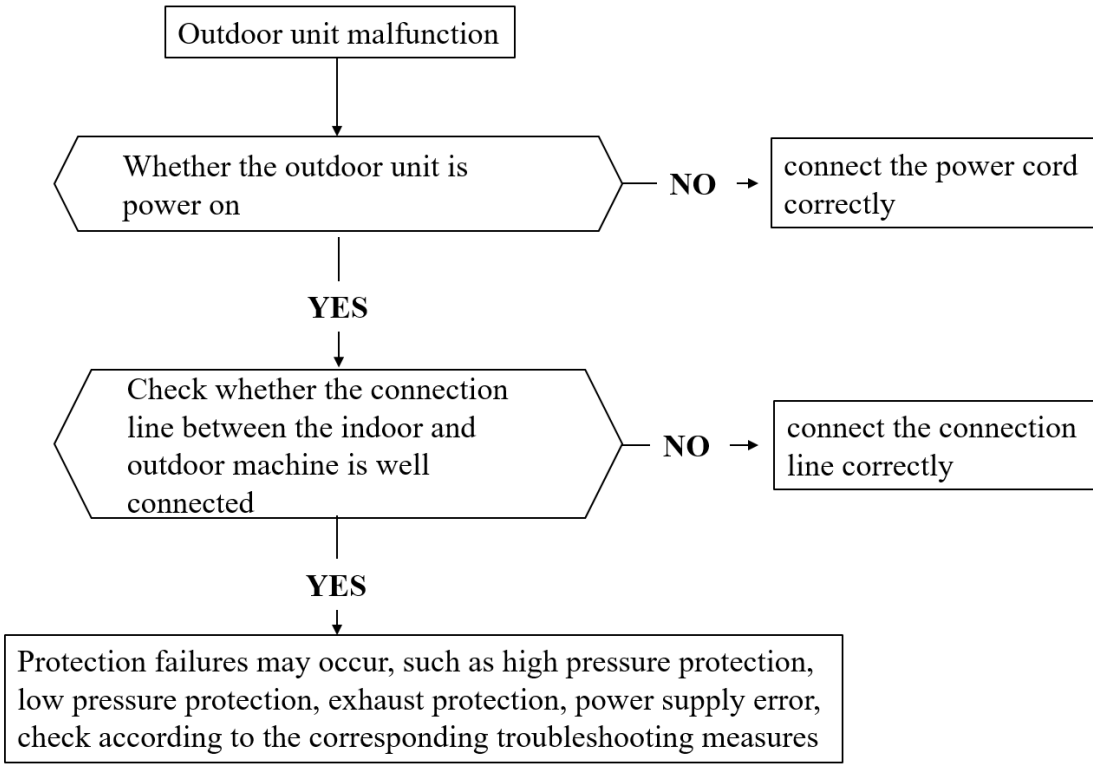 Outdoor unit malfunction
Whether the outdoor unit is
power on
NO
connect the power cord
correctly
YES
Check whether the connection
line between the indoor and
outdoor machine is well
connected
NO
connect the connection
line correctly
YES
Protection failures may occur, such as high pressure protection,
low pressure protection, exhaust protection, power supply error,
check according to the corresponding troubleshooting measures